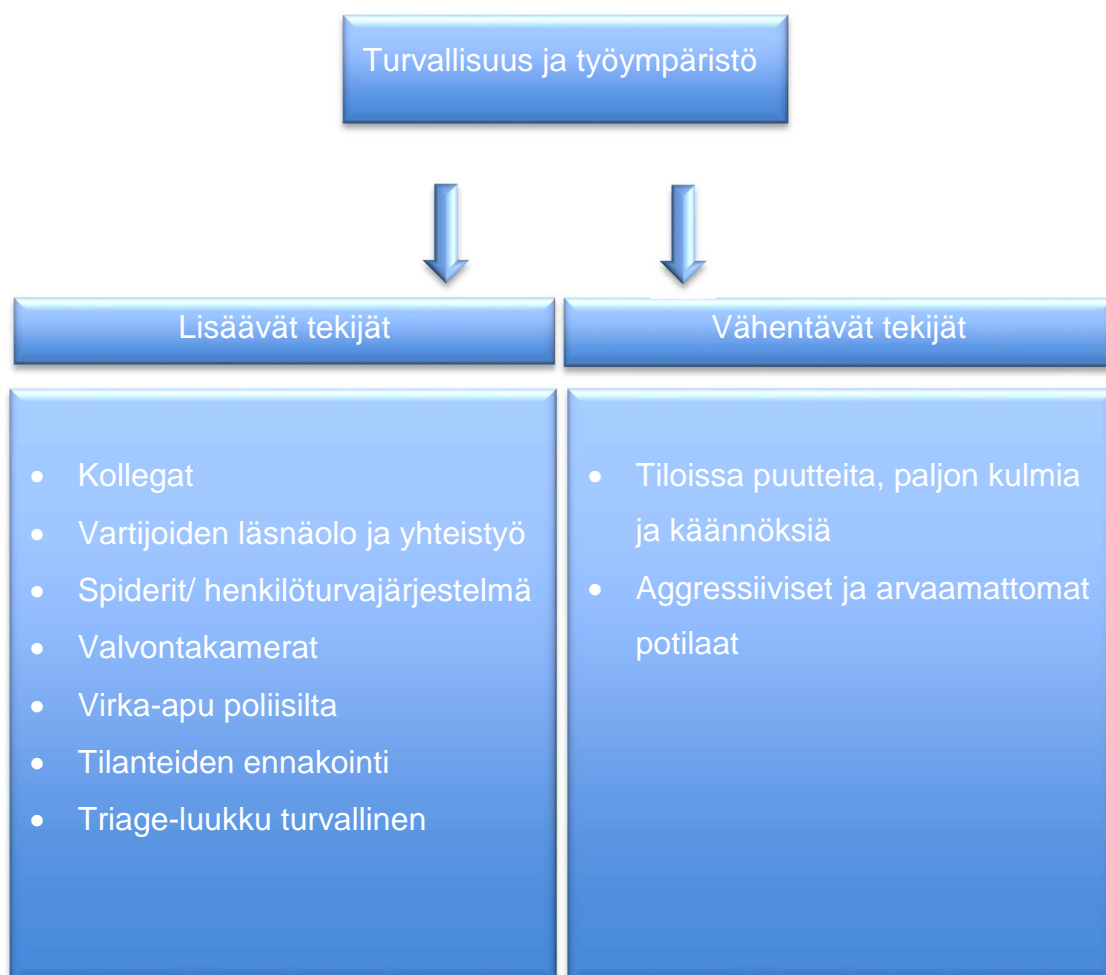 Turvallisuus ja työympäristö
Lisäävät tekijät
• Kollegat
• Vartijoiden läsnäolo ja yhteistyö
• Spiderit/ henkilöturvajärjestelmä
• Valvontakamerat
• Virka-apu poliisilta
• Tilanteiden ennakointi
• Triage-luukku turvallinen
Vähentävät tekijät
• Tiloissa puutteita, paljon kulmia
ja käännöksiä
• Aggressiiviset ja arvaamattomat
potilaat